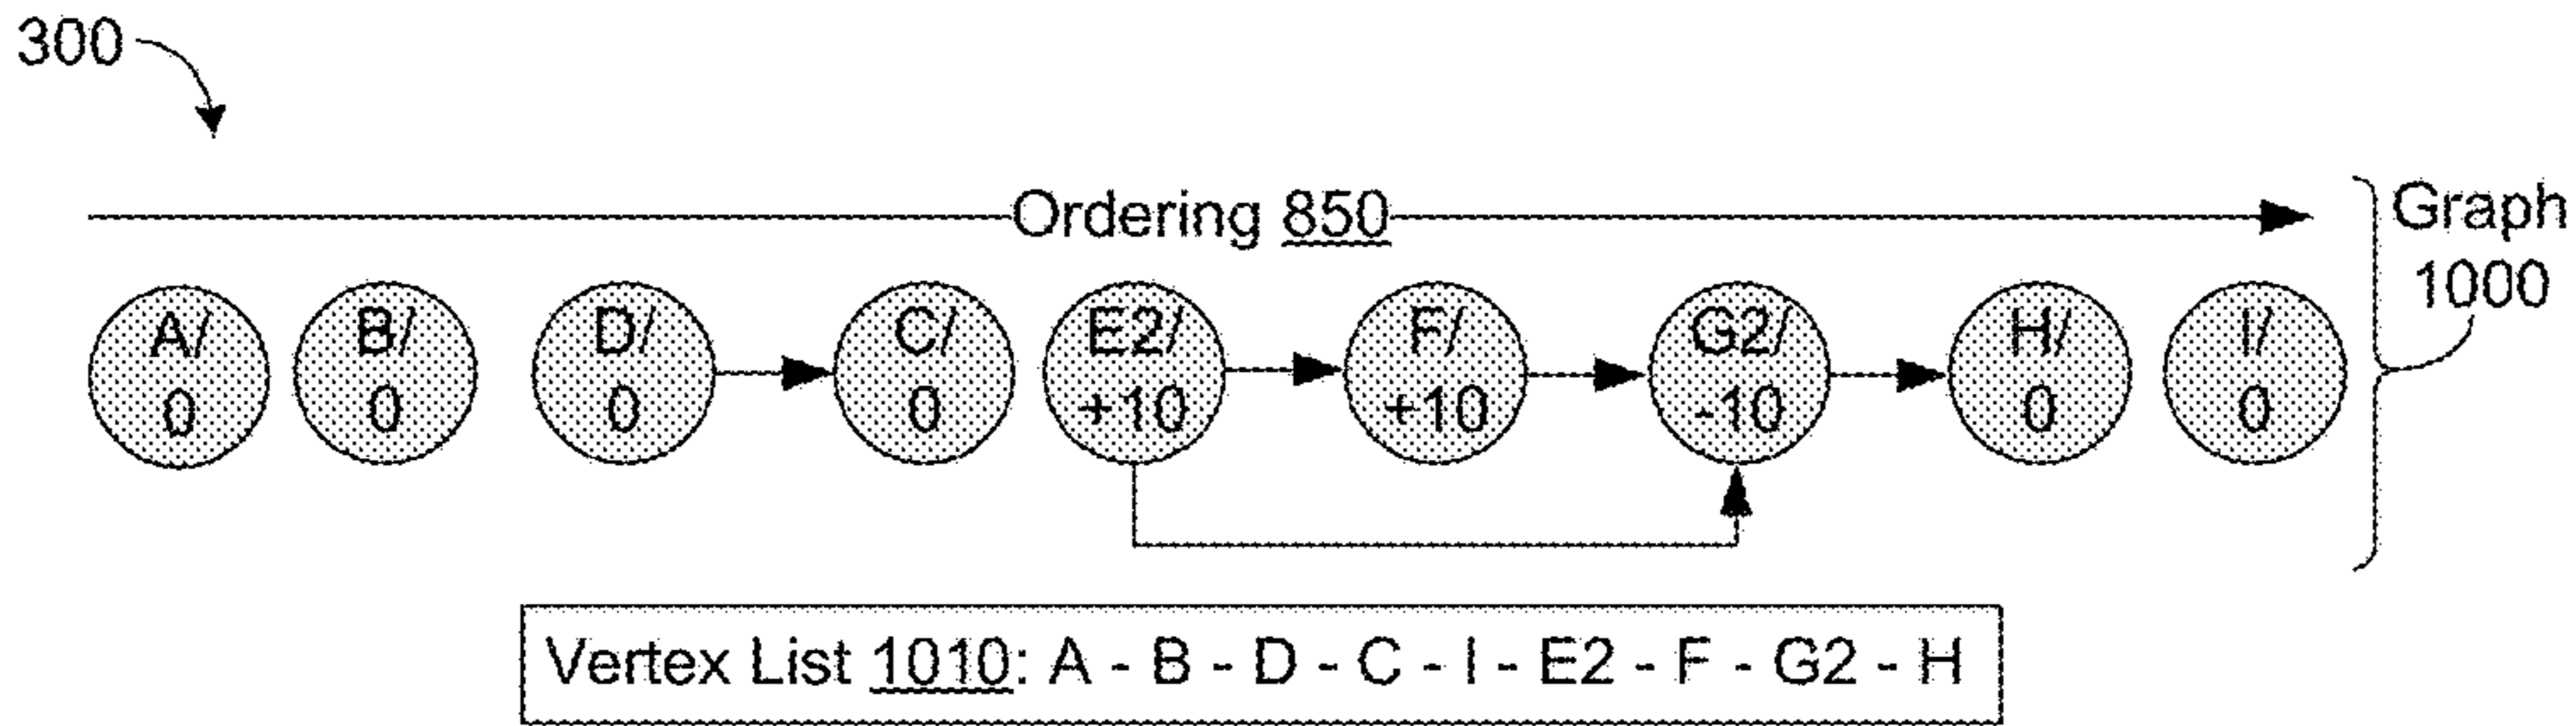 300
Ordering 850
Graph
1000
A/
0
B/
0
D/
0
C/
0
E2/
+10
F/
+10
G2/
-10
H/
0
I/
0
Vertex List 1010: A - B - D - C - I - E2 - F - G2 - H